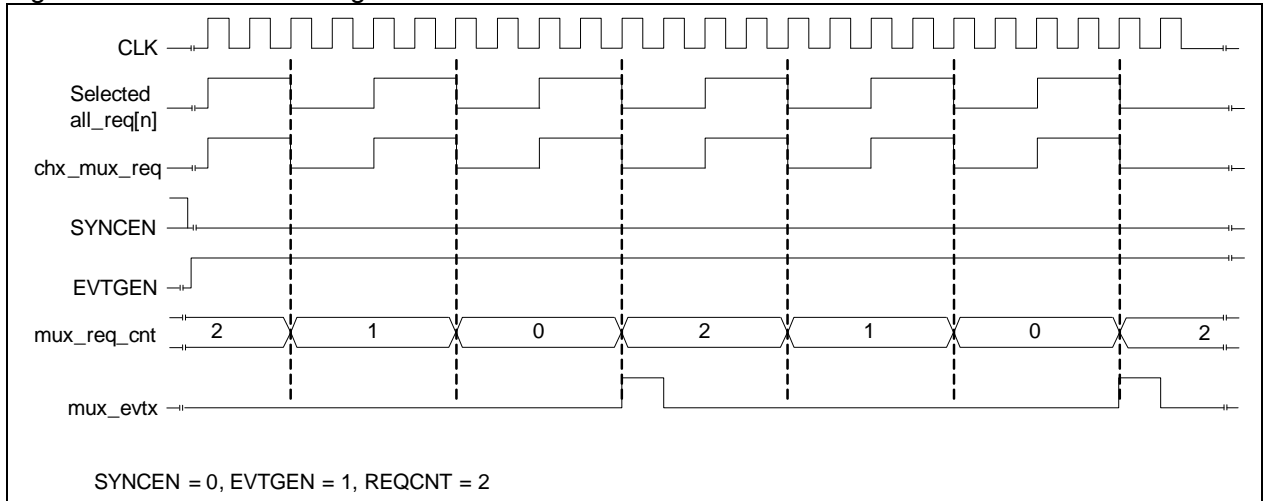 CLK
Selected
all_req[n]
chx_mux_req
SYNCEN
EVTGEN
mux_req_cnt 2 1 0 2 1 0 2
mux_evtx
SYNCEN = 0, EVTGEN = 1, REQCNT = 2